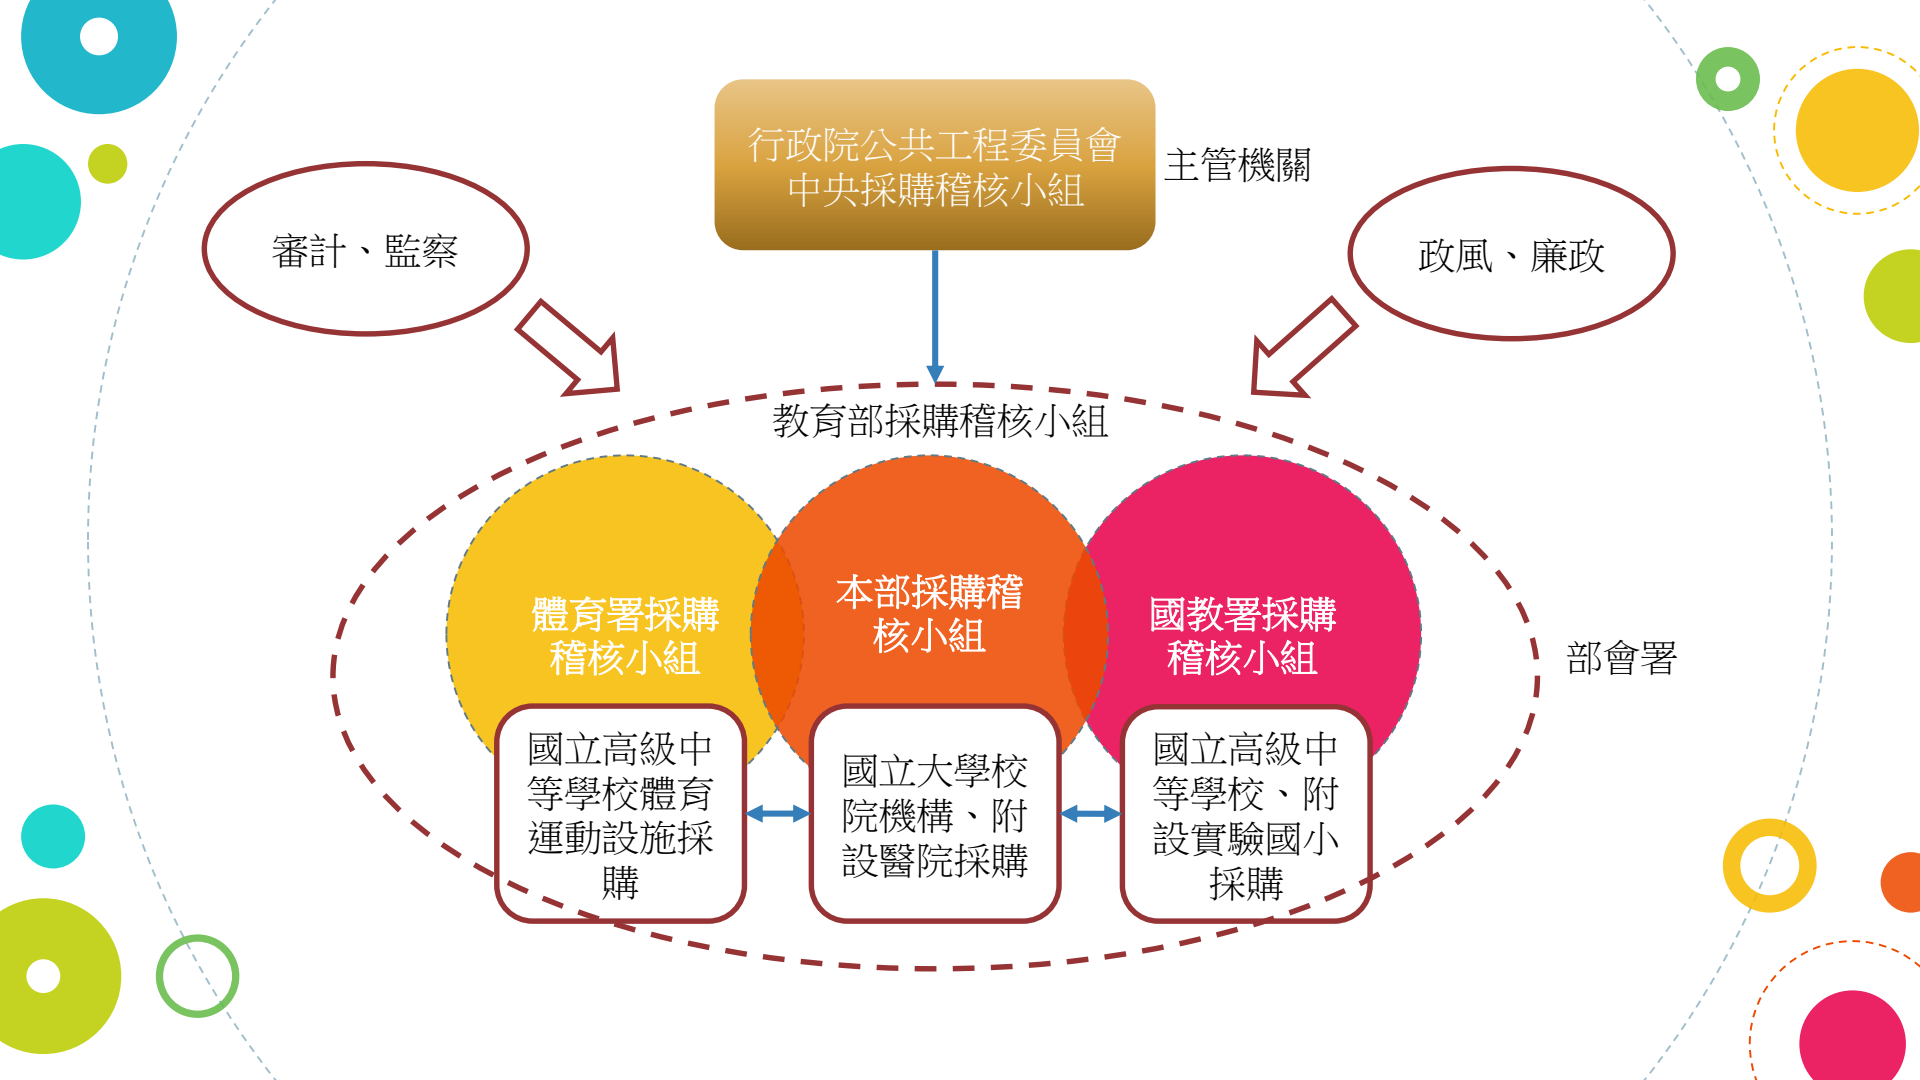 行政院公共工程委員會
中央採購稽核小組
主管機關
審計、監察
政風、廉政
教育部採購稽核小組
體育署採購
稽核小組
本部採購稽
核小組
國教署採購
稽核小組
部會署
國立高級中
等學校體育
運動設施採
購
國立大學校
院機構、附
設醫院採購
國立高級中
等學校、附
設實驗國小
採購